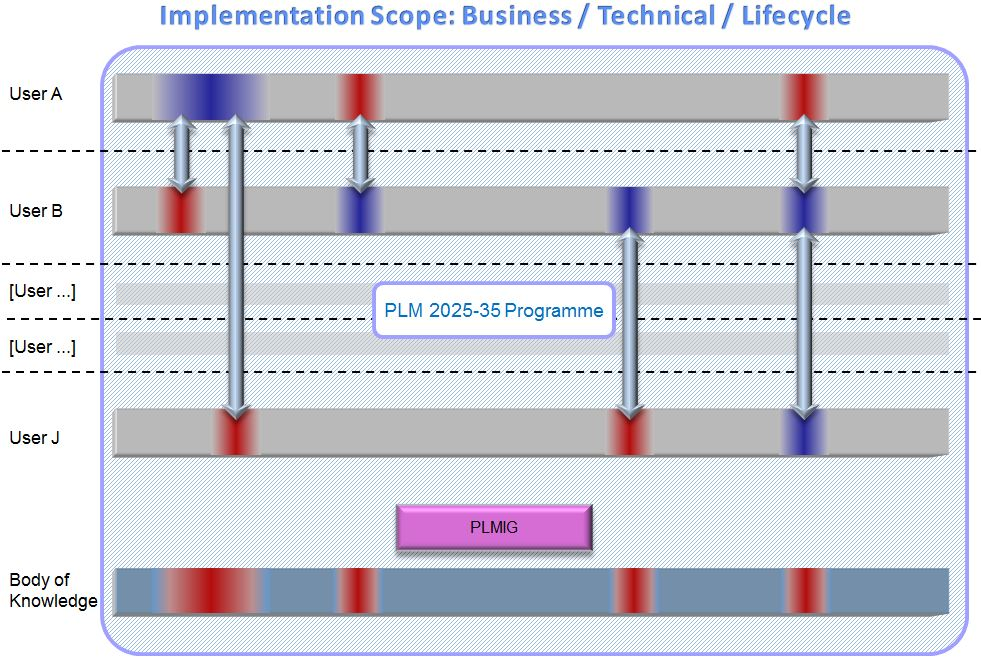 Implementation Scope: Business / Technical / Lifecycle
User A
User B
[User ...]
PLM 2025-35 Programme
[User ...]
User J
PLMIG
Body of
Knowledge